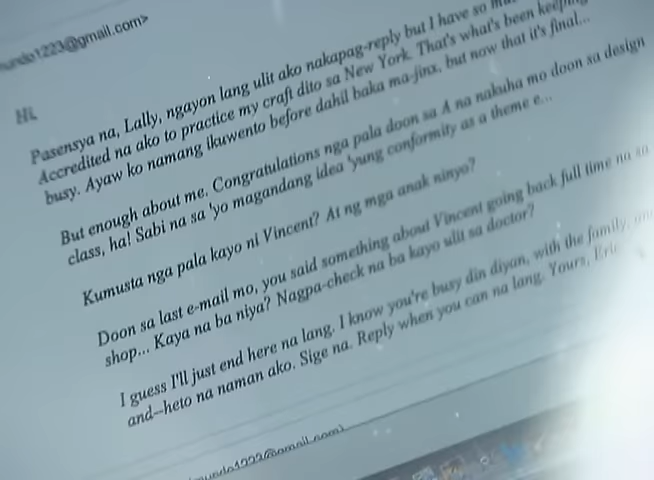 1223@gmail.com>
Hi,
Pasensya na, Lally, ngayon lang ulit ako nakapag-reply but I have so
Accredited na ako to practice my craft dito sa New York. That's what's been keeping
busy. Ayaw ko namang ikuwento before dahil baka ma-jinx, but now that it's final...
But enough about me. Congratulations nga pala doon sa A na nakuha mo doon sa design
class, ha! Sabi na sa 'yo magandang idea 'yung conformity as a theme e...
Kumusta nga pala kayo ni Vincent? At ng mga anak ninyo?
Doon sa last e-mail mo, you said something about Vincent going back full time na sa
shop... Kaya na ba niya? Nagpa-check na ba kayo ulit sa doctor?
I guess I'll just end here na lang. I know you're busy din diyan, with the family,
and--heto na naman ako. Sige na. Reply when you can na lang. Yours, Eric
1223@gmail.com)